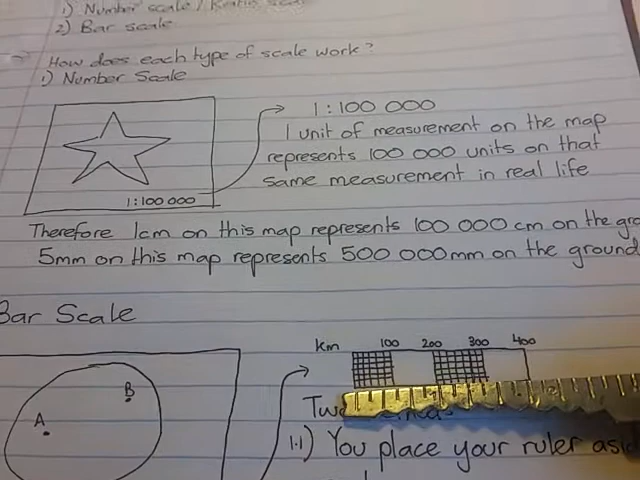 1) Number scale /
2) Bar scale
How does each type of scale work?
1) Number Scale
1:100 000
1 unit of measurement on the map
represents 100 000 units on that
same measurement in real life
1:100 000
Therefore 1cm on this map represents 100 000 cm on the gro
5mm on this map represents 500 000mm on the ground
Bar Scale
km 100 200 300 400
A
B
1.1) You place your ruler